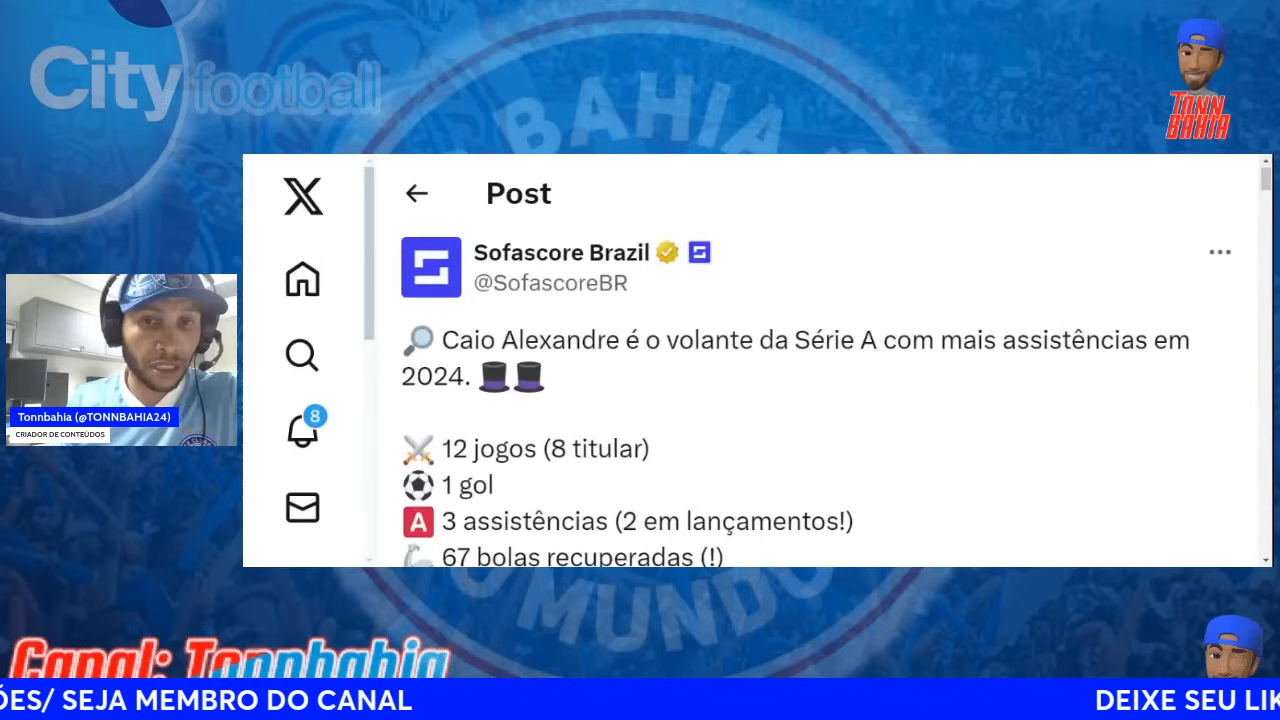 City football
TONN
BAHIA
BAHIA
Post
Sofascore Brazil
@SofascoreBR
Caio Alexandre é o volante da Série A com mais assistências em
2024.
8
12 jogos (8 titular)
1 gol
A 3 assistências (2 em lançamentos!)
67 bolas recuperadas (!)
Tonnbahia (@TONNBAHIA24)
CRIADOR DE CONTEÚDOS
O MUNDO
Canal: Tonnbahia
ÕES/ SEJA MEMBRO DO CANAL
DEIXE SEU LIK